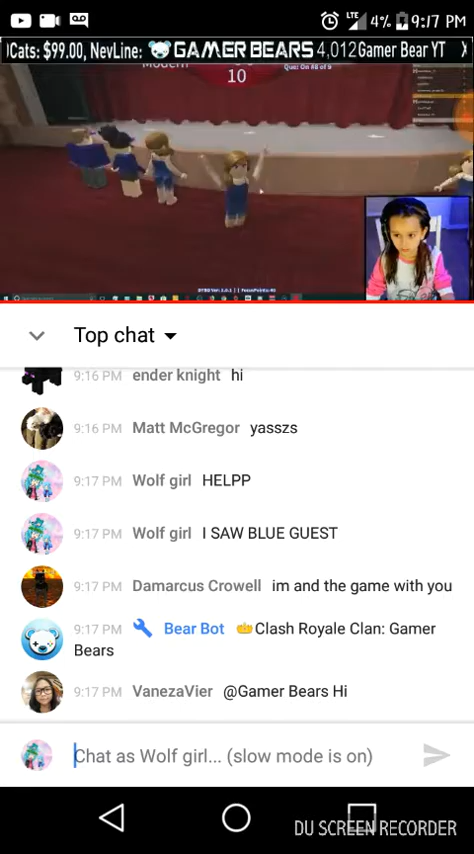 LTE 4% 9:17 PM
Cats: $99.00, NevLine: GAMER BEARS 4,012 Gamer Bear YT
10
Top chat
9:16 PM ender knight hi
9:16 PM Matt McGregor yasszs
9:17 PM Wolf girl HELPP
9:17 PM Wolf girl I SAW BLUE GUEST
9:17 PM Damarcus Crowell im and the game with you
9:17 PM Bear Bot Clash Royale Clan: Gamer
Bears
9:17 PM VanezaVier @Gamer Bears Hi
Chat as Wolf girl... (slow mode is on)
DU SCREEN RECORDER